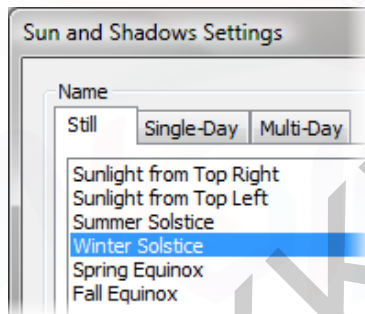 Sun and Shadows Settings
Name
Still Single-Day Multi-Day
Sunlight from Top Right
Sunlight from Top Left
Summer Solstice
Winter Solstice
Spring Equinox
Fall Equinox